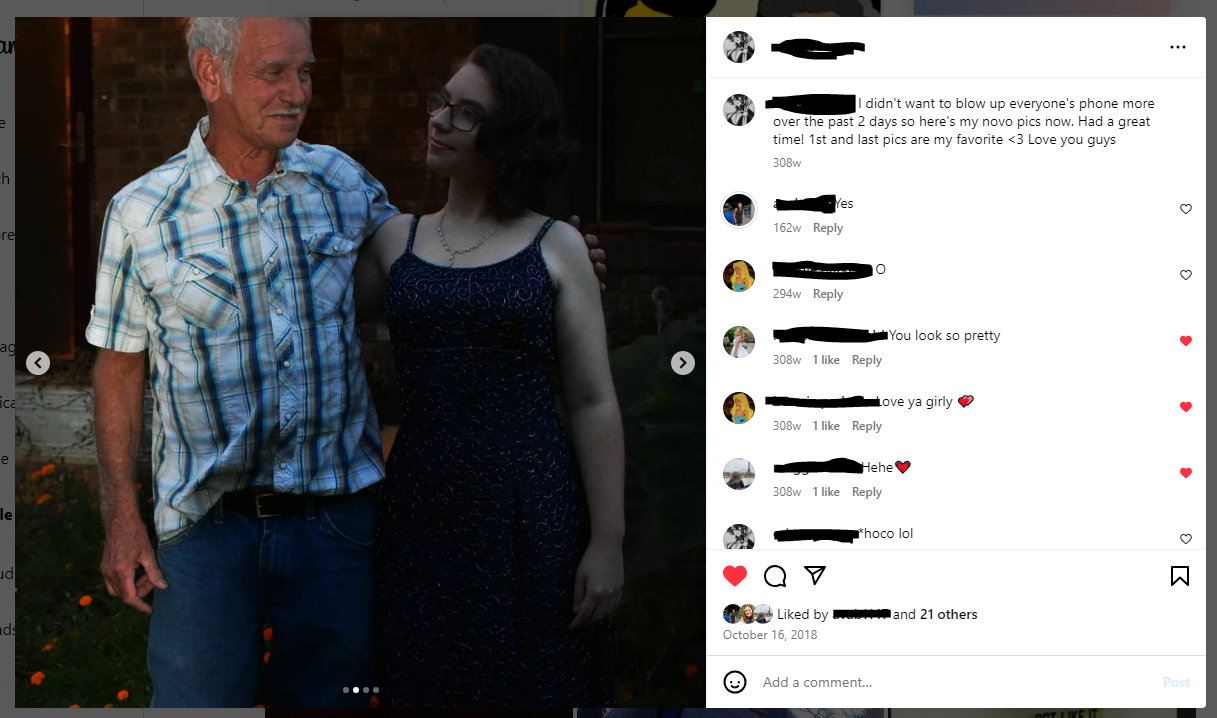 I didn't want to blow up everyone's phone more
over the past 2 days so here's my novo pics now. Had a great
time! 1st and last pics are my favorite <3 Love you guys
308w
Yes
162w Reply
O
294w Reply
You look so pretty
308w 1 like Reply
Love ya girly 💕
308w 1 like Reply
Hehe❤️
308w 1 like Reply
*hoco lol
Liked by and 21 others
October 16, 2018
Add a comment...
Post